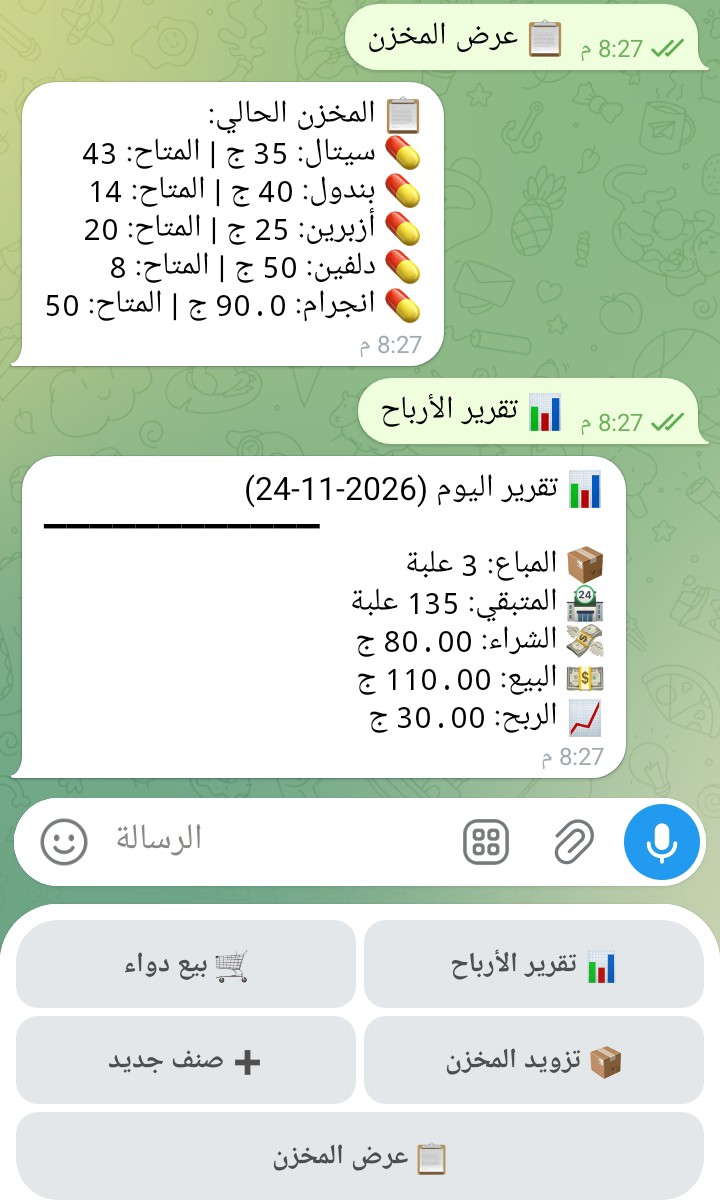 📋 عرض المخزن
8:27 م
📋 المخزن الحالي:
💊 سيتال: 35 ج | المتاح: 43
💊 بندول: 40 ج | المتاح: 14
💊 أزبرين: 25 ج | المتاح: 20
💊 دلفين: 50 ج | المتاح: 8
💊 انجرام: 90.0 ج | المتاح: 50
8:27 م
📊 تقرير الأرباح
8:27 م
📊 تقرير اليوم (2026-11-24)
📦 المباع: 3 علبة
🏪 المتبقي: 135 علبة
💸 الشراء: 80.00 ج
💵 البيع: 110.00 ج
📈 الربح: 30.00 ج
8:27 م
الرسالة
📊 تقرير الأرباح
🛒 بيع دواء
📦 تزويد المخزن
➕ صنف جديد
📋 عرض المخزن